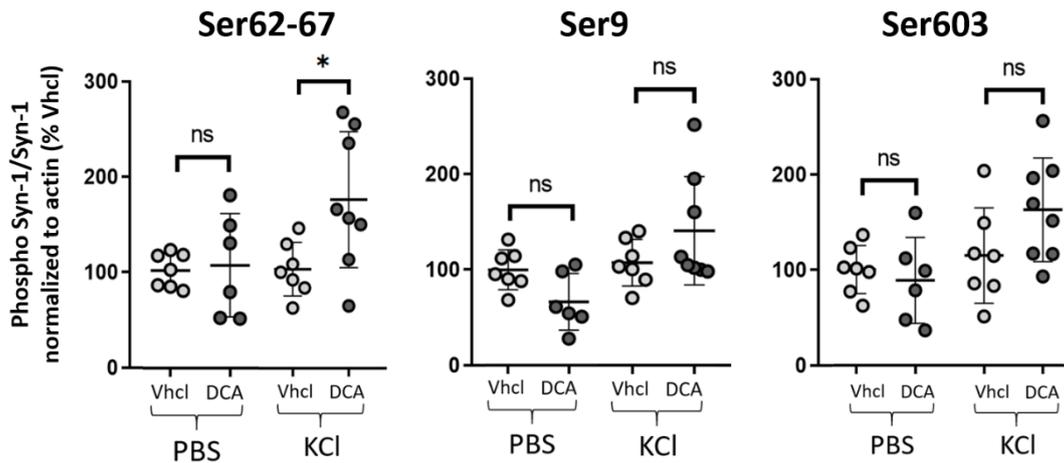 Ser62-67
Ser9
Ser603
Phospho Syn-1/Syn-1
normalized to actin (% Vhcl)
300
200
100
0
ns
*
Vhcl DCA Vhcl DCA
PBS KCl
300
200
100
0
ns
ns
Vhcl DCA Vhcl DCA
PBS KCl
300
200
100
0
ns
ns
Vhcl DCA Vhcl DCA
PBS KCl